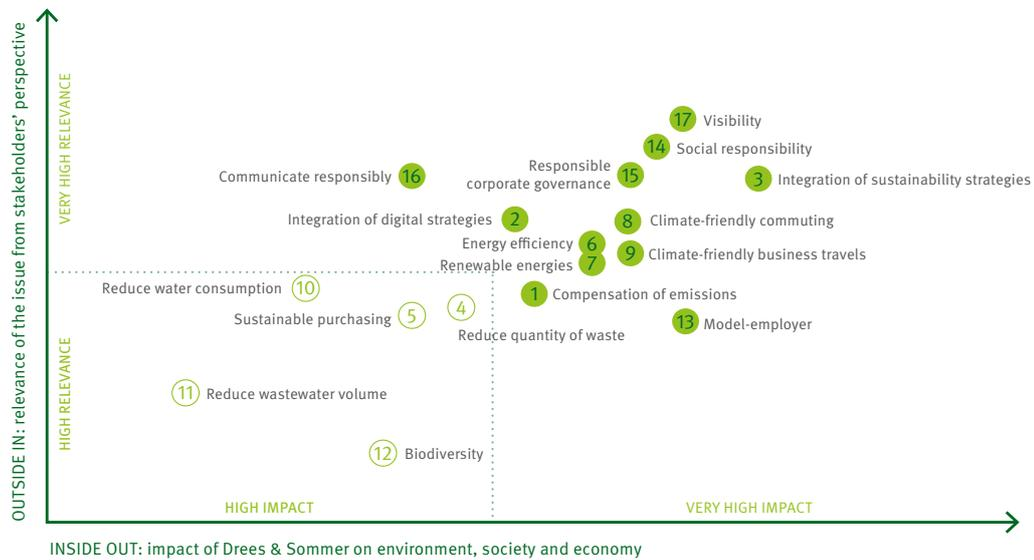 OUTSIDE IN: relevance of the issue from stakeholders' perspective
VERY HIGH RELEVANCE
HIGH RELEVANCE
17 Visibility
14 Social responsibility
Responsible
corporate governance 15
Communicate responsibly 16
3 Integration of sustainability strategies
Integration of digital strategies 2
8 Climate-friendly commuting
Energy efficiency 6
9 Climate-friendly business travels
Renewable energies 7
Reduce water consumption 10
1 Compensation of emissions
Sustainable purchasing 5
4
Reduce quantity of waste
13 Model-employer
11 Reduce wastewater volume
12 Biodiversity
HIGH IMPACT
VERY HIGH IMPACT
INSIDE OUT: impact of Drees & Sommer on environment, society and economy